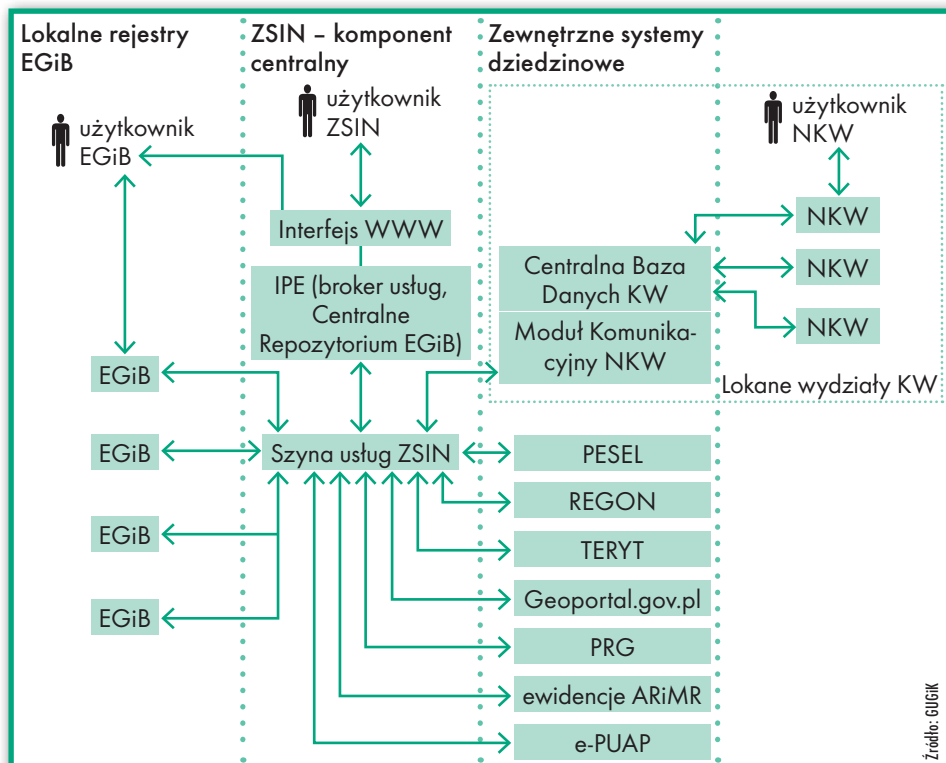 Lokalne rejestry
EGiB
ZSIN – komponent
centralny
Zewnętrzne systemy
dziedzinowe
użytkownik
EGiB
użytkownik
ZSIN
użytkownik
NKW
Interfejs WWW
IPE (broker usług,
Centralne
Repozytorium EGiB)
Centralna Baza
Danych KW
Moduł Komunika-
cyjny NKW
NKW
NKW
NKW
Lokane wydziały KW
EGiB
EGiB
EGiB
EGiB
Szyna usług ZSIN
PESEL
REGON
TERYT
Geoportal.gov.pl
PRG
ewidencje ARiMR
e-PUAP
Źródło: GUGiK